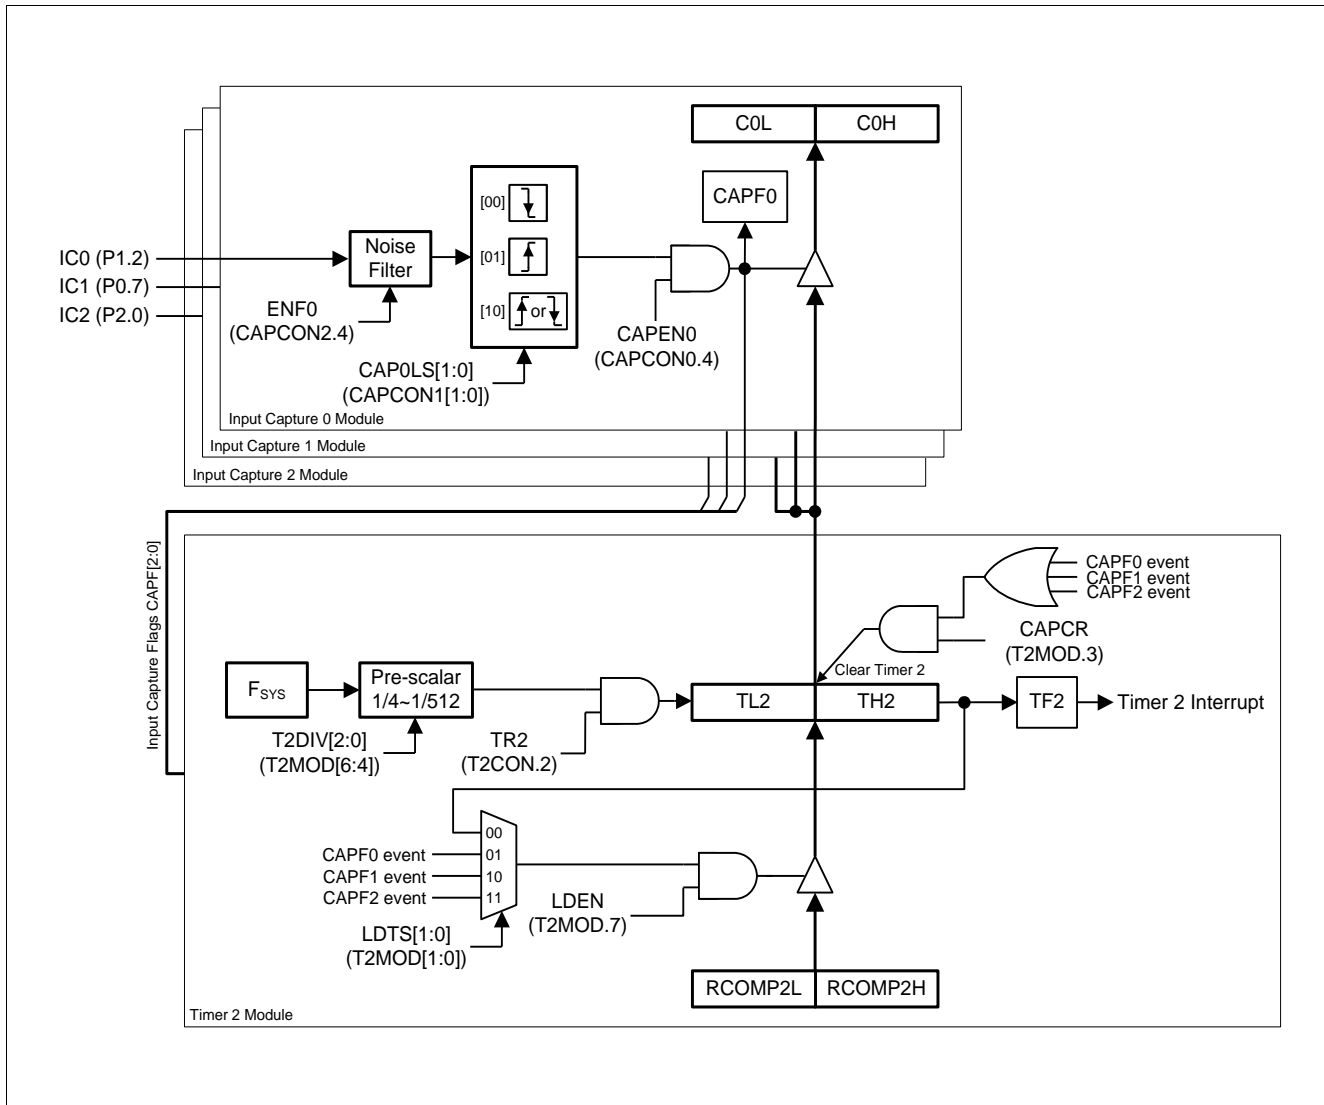 C0L
C0H
CAPF0
[00]
[01]
[10]
or
IC0 (P1.2)
IC1 (P0.7)
IC2 (P2.0)
Noise
Filter
ENF0
(CAPCON2.4)
CAP0LS[1:0]
(CAPCON1[1:0])
CAPEN0
(CAPCON0.4)
Input Capture 0 Module
Input Capture 1 Module
Input Capture 2 Module
Input Capture Flags CAPF[2:0]
CAPF0 event
CAPF1 event
CAPF2 event
CAPCR
(T2MOD.3)
Clear Timer 2
FSYS
Pre-scalar
1/4~1/512
T2DIV[2:0]
(T2MOD[6:4])
TR2
(T2CON.2)
TL2
TH2
TF2
Timer 2 Interrupt
00
01
10
11
CAPF0 event
CAPF1 event
CAPF2 event
LDTS[1:0]
(T2MOD[1:0])
LDEN
(T2MOD.7)
RCOMP2L
RCOMP2H
Timer 2 Module